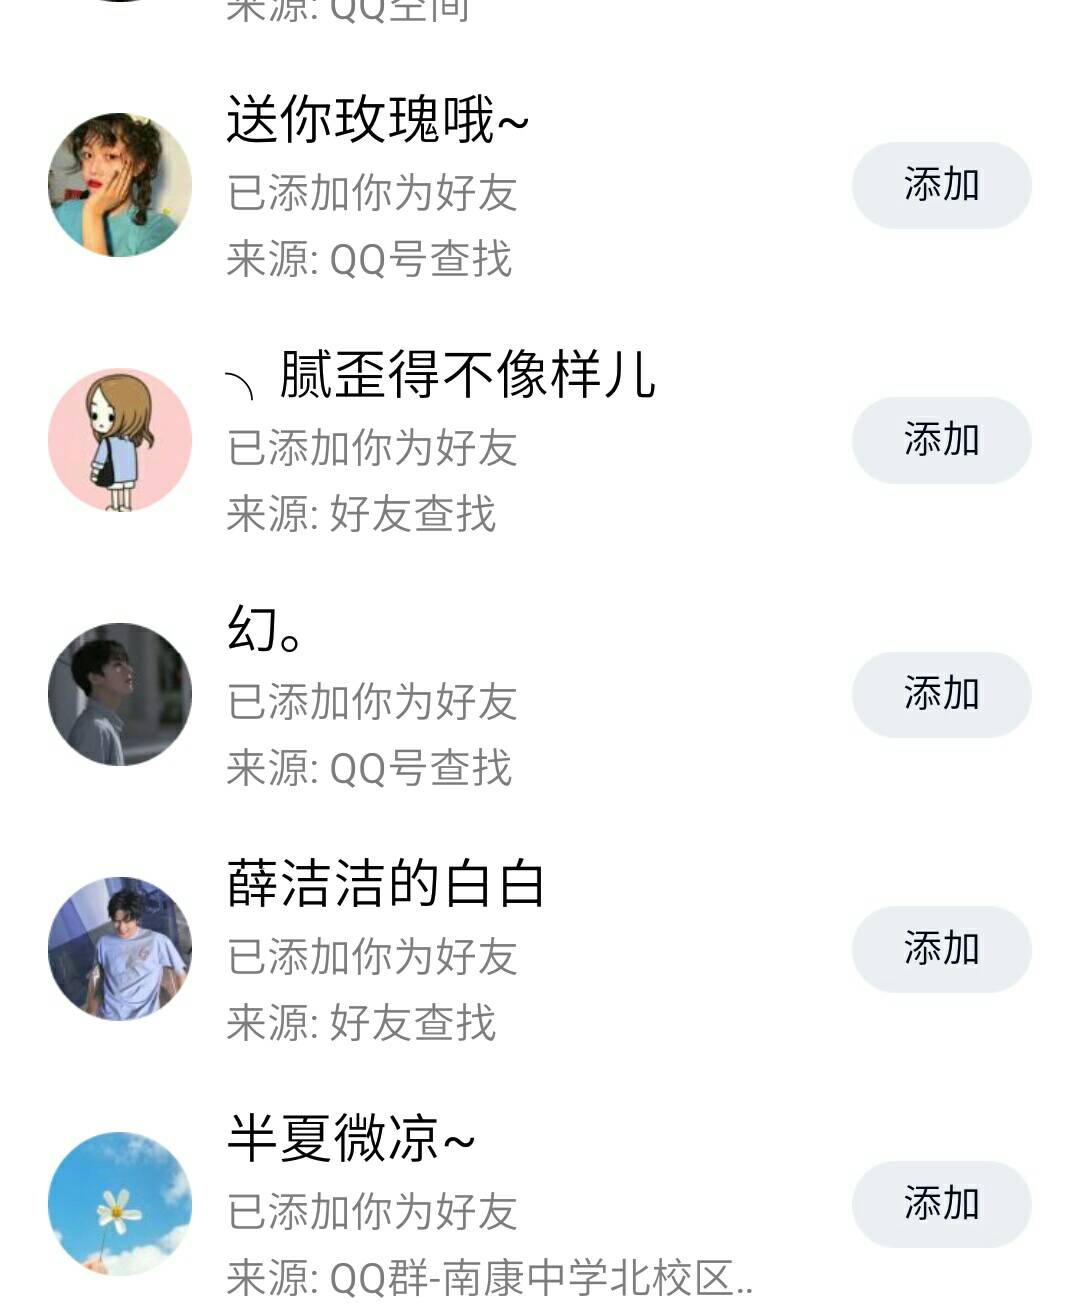 来源: QQ空间
送你玫瑰哦~
已添加你为好友
添加
来源: QQ号查找
╮腻歪得不像样儿
已添加你为好友
添加
来源: 好友查找
幻。
已添加你为好友
添加
来源: QQ号查找
薛洁洁的白白
已添加你为好友
添加
来源: 好友查找
半夏微凉~
已添加你为好友
添加
来源: QQ群-南康中学北校区..